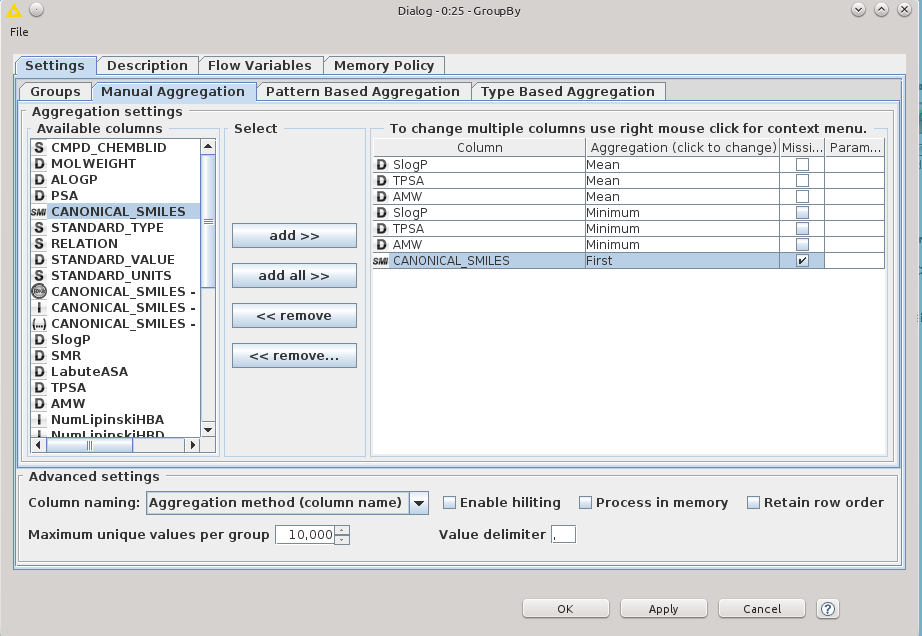 Dialog - 0:25 - GroupBy
File
Settings Description Flow Variables Memory Policy
Groups Manual Aggregation Pattern Based Aggregation Type Based Aggregation
Aggregation settings
Available columns
S CMPD_CHEMBLID
D MOLWEIGHT
D ALOGP
D PSA
SMI CANONICAL_SMILES
S STANDARD_TYPE
S RELATION
D STANDARD_VALUE
S STANDARD_UNITS
CANONICAL_SMILES -
I CANONICAL_SMILES -
(...) CANONICAL_SMILES -
D SlogP
D SMR
D LabuteASA
D TPSA
D AMW
I NumLipinskiHBA
I NumLipinskiHBD
Select
add >>
add all >>
<< remove
<< remove...
To change multiple columns use right mouse click for context menu.
Column Aggregation (click to change) Missi... Param...
D SlogP Mean
D TPSA Mean
D AMW Mean
D SlogP Minimum
D TPSA Minimum
D AMW Minimum
SMI CANONICAL_SMILES First
Advanced settings
Column naming: Aggregation method (column name) Enable hiliting Process in memory Retain row order
Maximum unique values per group 10,000 Value delimiter ,
OK Apply Cancel ?